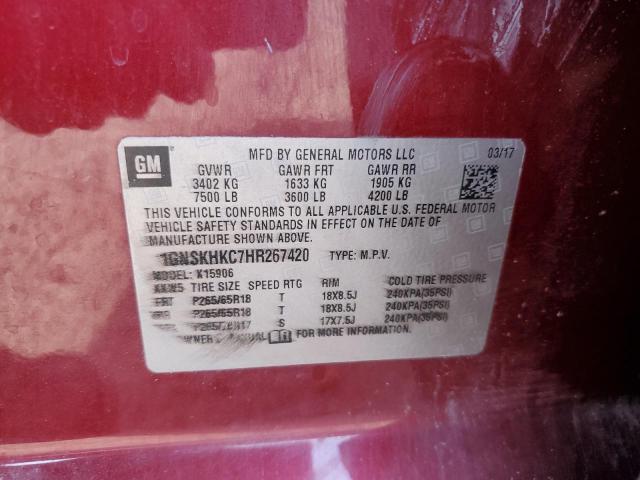 GM
MFD BY GENERAL MOTORS LLC 03/17
GVWR GAWR FRT GAWR RR
3402 KG 1633 KG 1905 KG
7500 LB 3600 LB 4200 LB
THIS VEHICLE CONFORMS TO ALL APPLICABLE U.S. FEDERAL MOTOR
VEHICLE SAFETY STANDARDS IN EFFECT ON THE DATE OF
MANUFACTURE SHOWN ABOVE.
1GNSKHKC7HR267420 TYPE: M.P.V.
MODEL: K15906
TIRE SIZE SPEED RTG RIM COLD TIRE PRESSURE
FRT P265/65R18 T 18X8.5J 240KPA(35PSI)
P265/65R18 T 18X8.5J 240KPA(35PSI)
S 17X7.5J 240KPA(35PSI)
MANUAL FOR MORE INFORMATION.